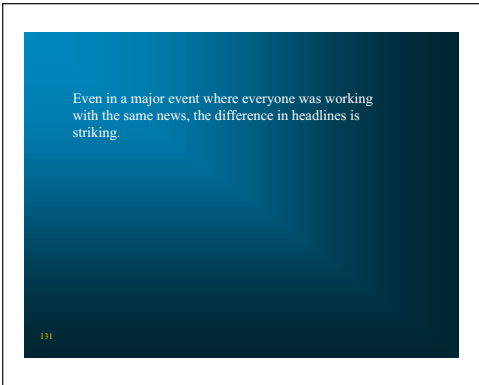 Even in a major event where everyone was working
with the same news, the difference in headlines is
striking.
131